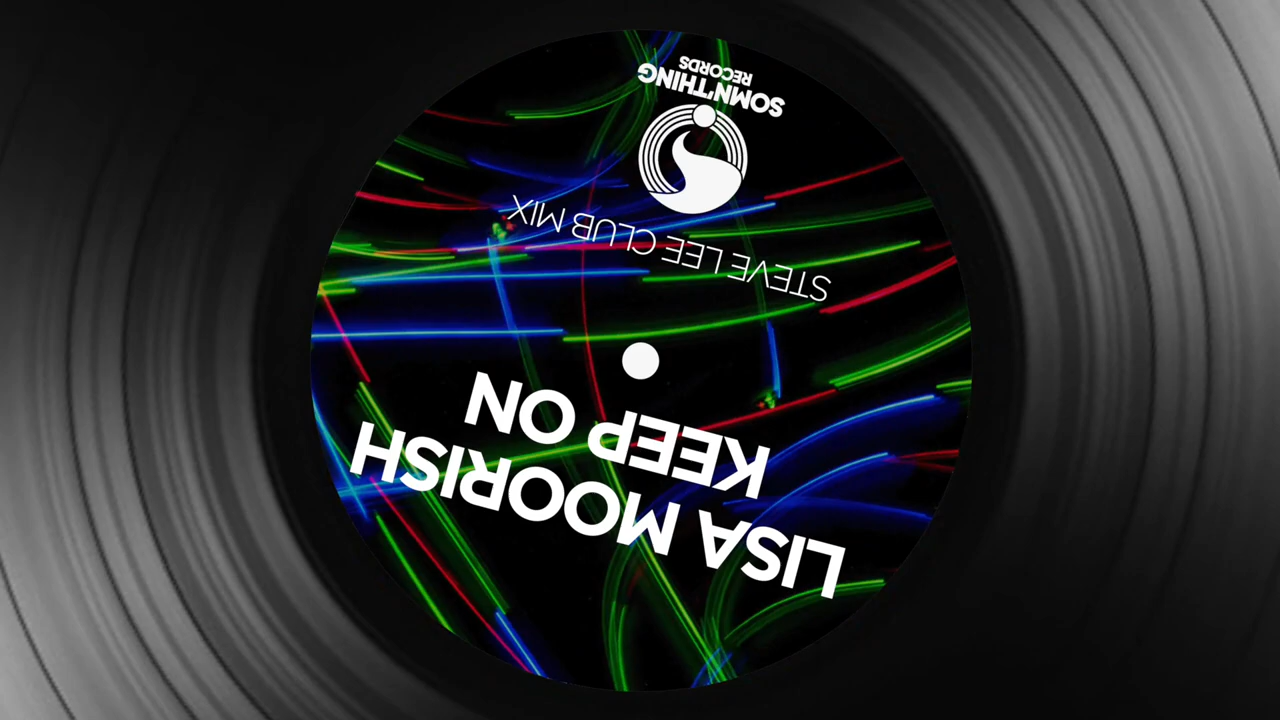 LISA MOORISH
KEEP ON
STEVE LEE CLUB MIX
SOMN'THING
RECORDS